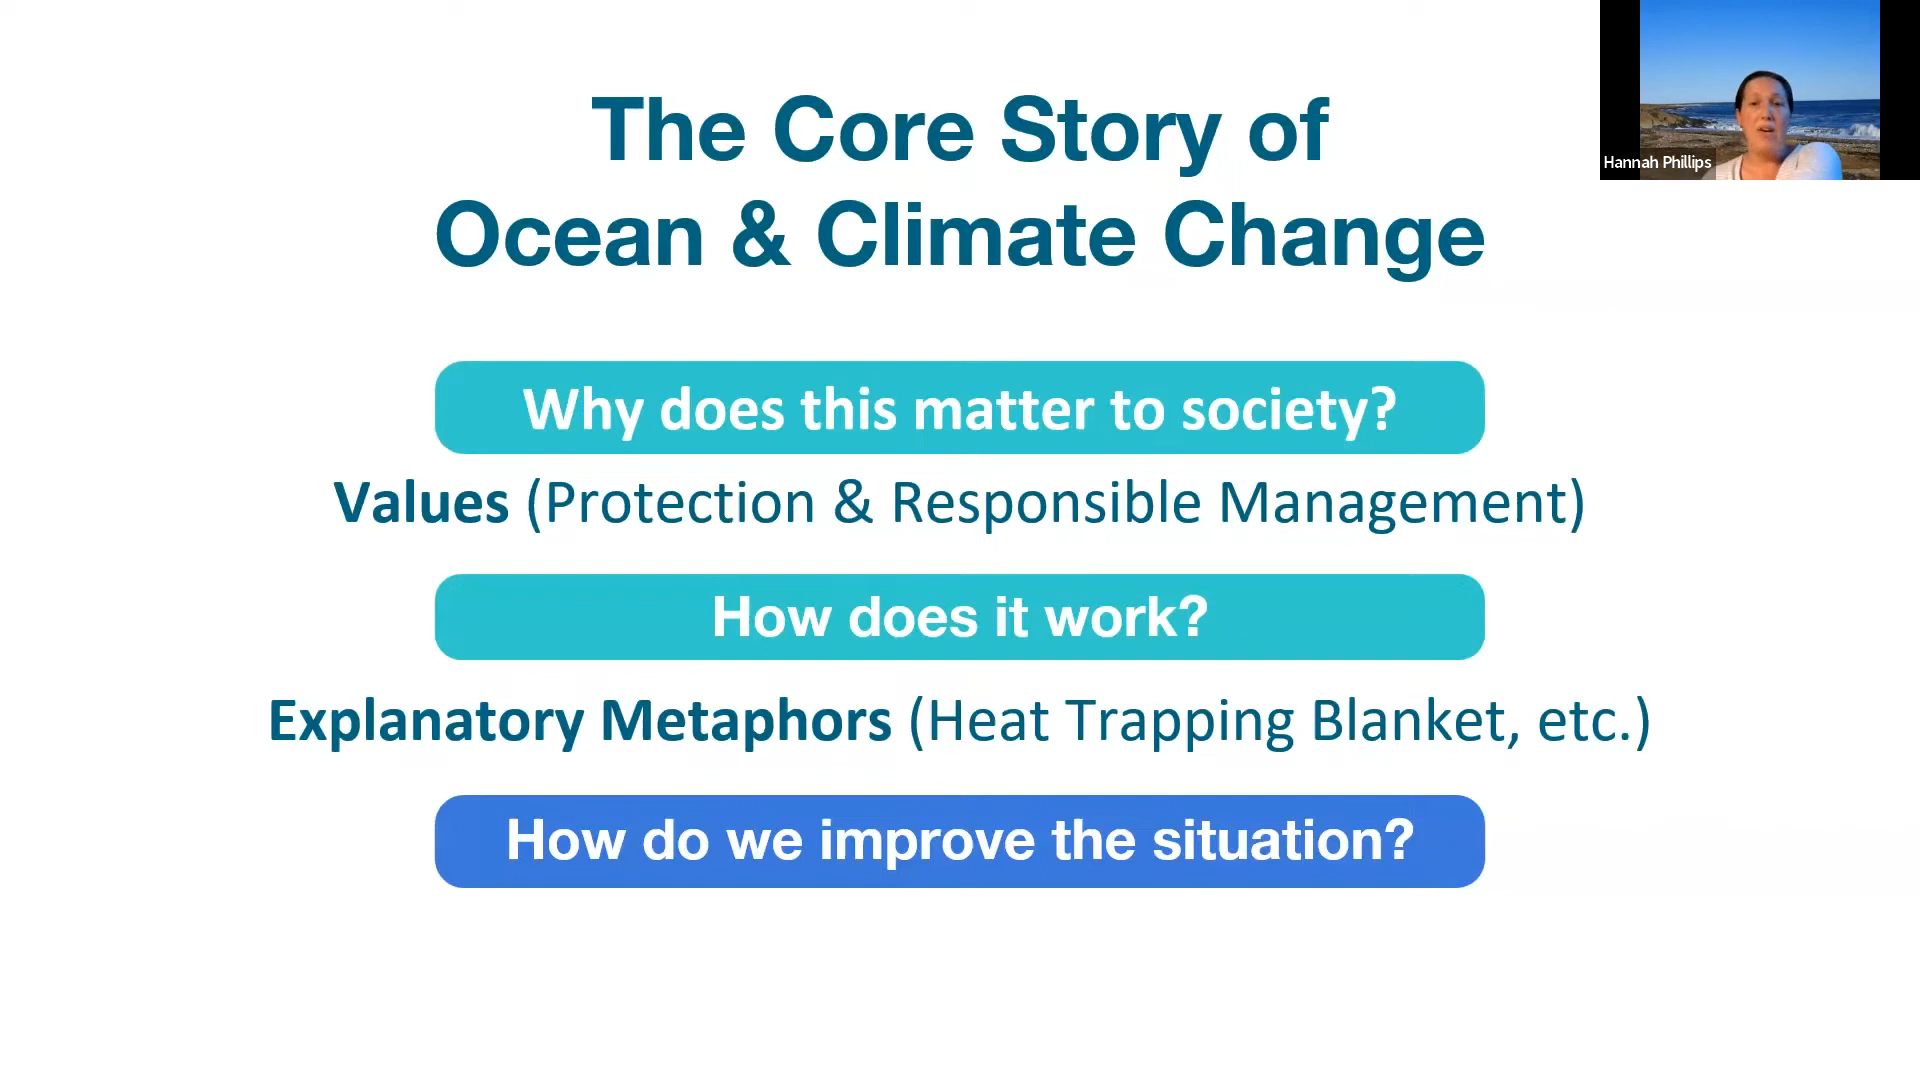 The Core Story of
Ocean & Climate Change
Hannah Phillips
Why does this matter to society?
Values (Protection & Responsible Management)
How does it work?
Explanatory Metaphors (Heat Trapping Blanket, etc.)
How do we improve the situation?